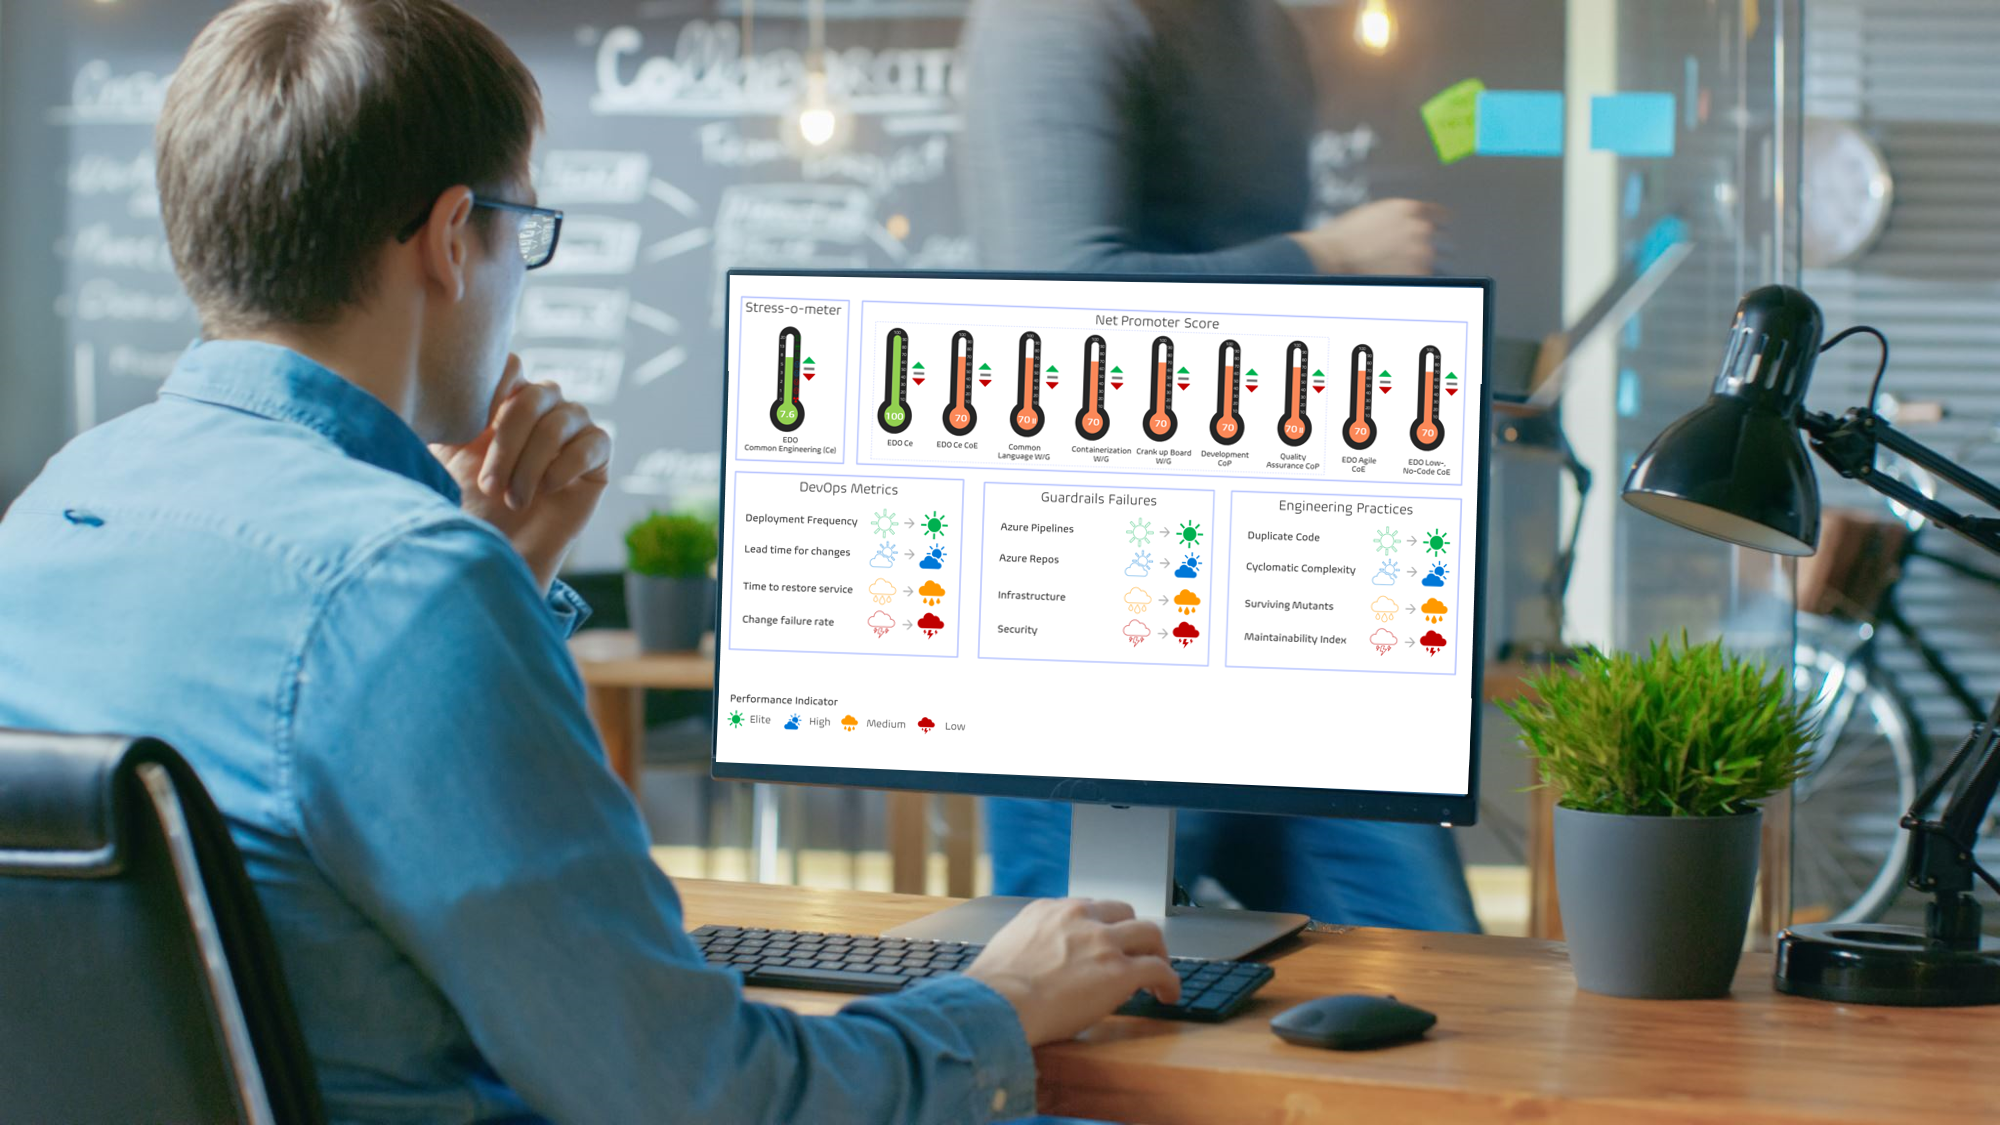 Collaboration
Team Project
Stress-o-meter
7.6
EDO
Common Engineering (Ce)
Net Promoter Score
100
EDO Ce
70
EDO Ce CoE
70
Common
Language W/G
70
Containerization
W/G
70
Crank up Board
W/G
70
Development
CoP
70
Quality
Assurance CoP
70
EDO Agile
CoE
70
EDO Low-,
No-Code CoE
DevOps Metrics
Deployment Frequency
Lead time for changes
Time to restore service
Change failure rate
Guardrails Failures
Azure Pipelines
Azure Repos
Infrastructure
Security
Engineering Practices
Duplicate Code
Cyclomatic Complexity
Surviving Mutants
Maintainability Index
Performance Indicator
Elite High Medium Low